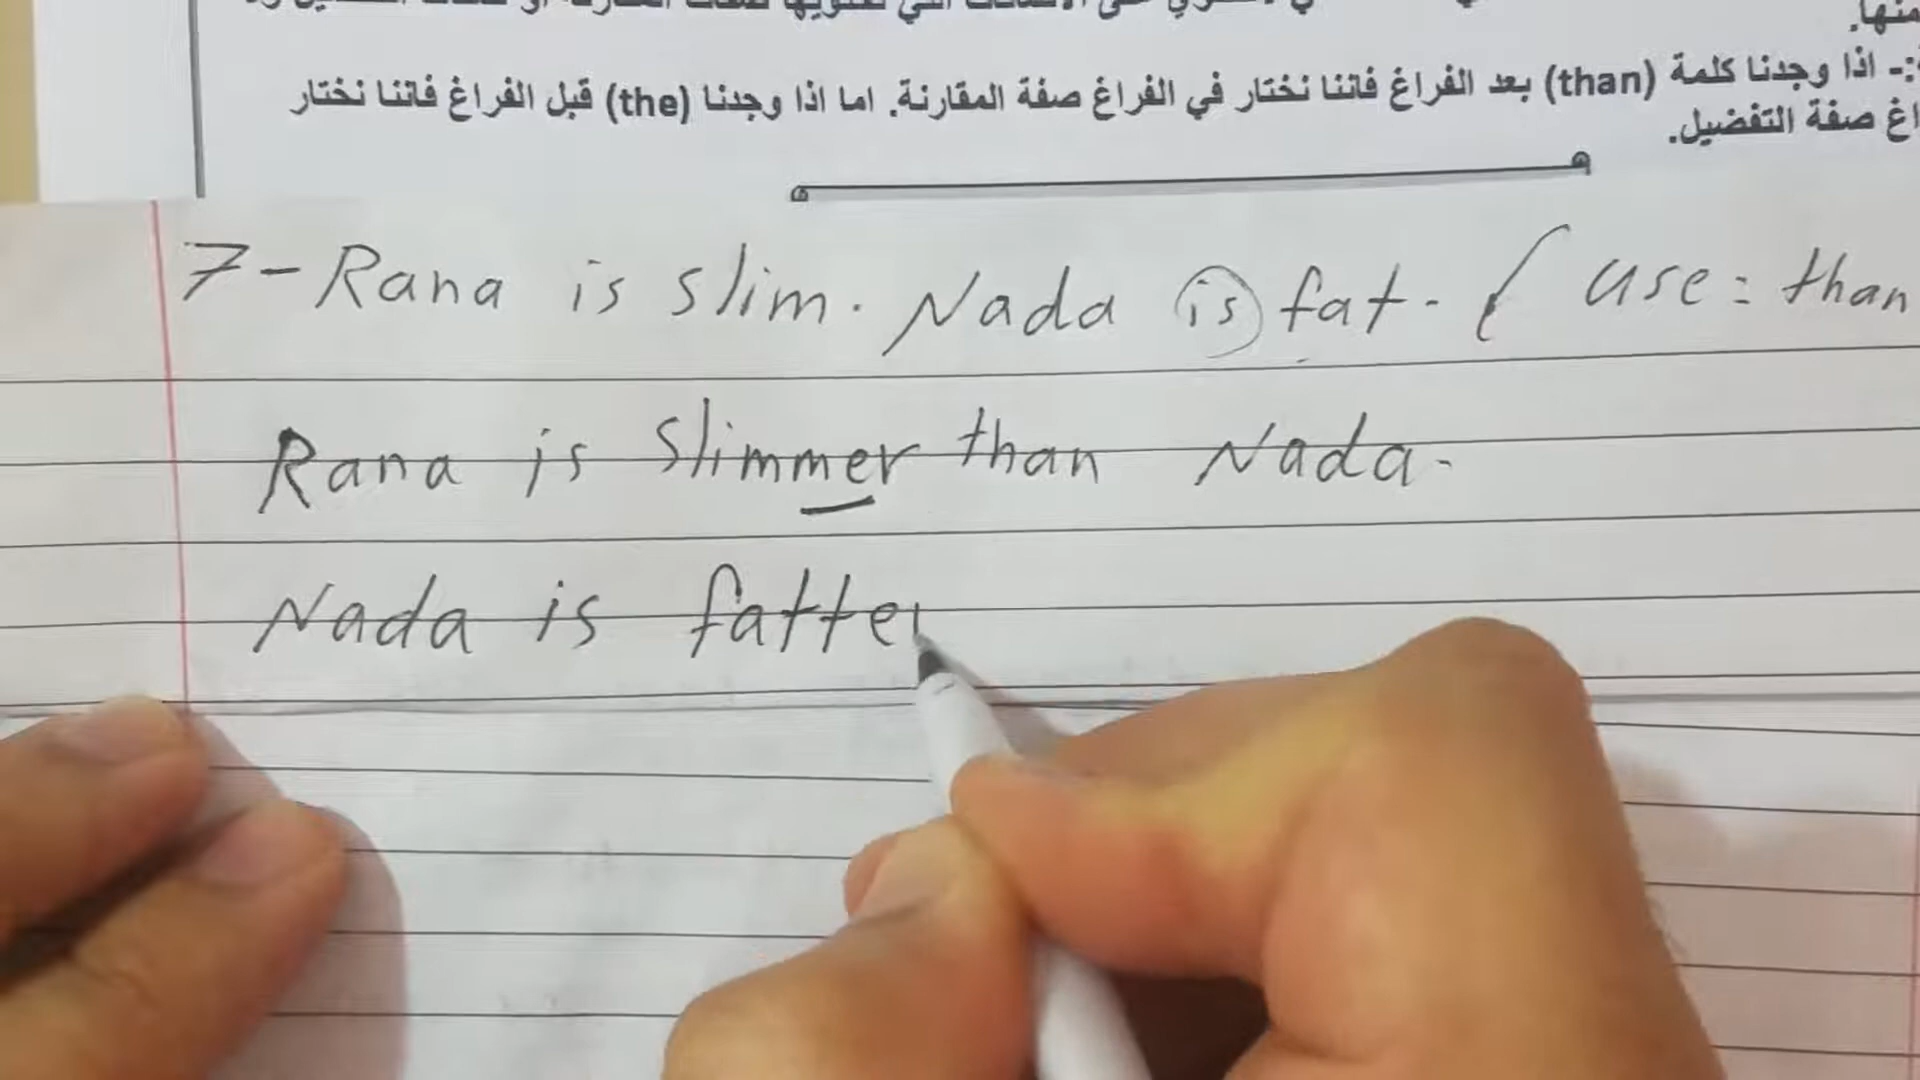 منها.
:- اذا وجدنا كلمة (than) بعد الفراغ فاننا نختار في الفراغ صفة المقارنة. اما اذا وجدنا (the) قبل الفراغ فاننا نختار
صفة التفضيل.
7 - Rana is slim. Nada is fat. ( use : than
Rana is slimmer than Nada.
Nada is fatter